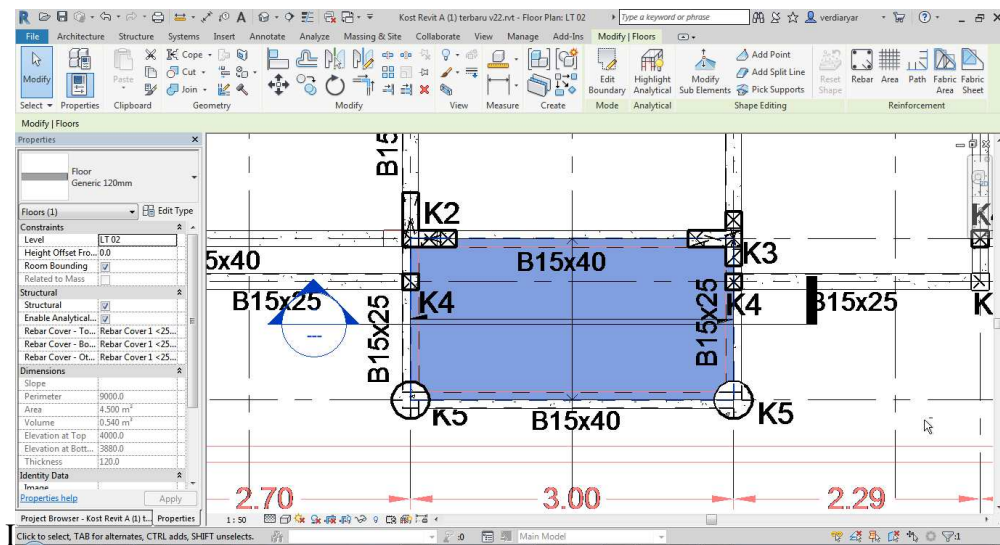 Kost Revit A (1) terbaru v22.rvt - Floor Plan: LT 02
Type a keyword or phrase
verdiaryar
File Architecture Structure Systems Insert Annotate Analyze Massing & Site Collaborate View Manage Add-Ins Modify | Floors
Modify
Paste
Cope
Cut
Join
Edit Boundary
Highlight Analytical
Modify Sub Elements
Add Point
Add Split Line
Pick Supports
Reset Shape
Rebar
Area
Path
Fabric Area
Fabric Sheet
Select Properties Clipboard Geometry Modify View Measure Create Mode Analytical Shape Editing Reinforcement
Modify | Floors
Properties
Floor
Generic 120mm
Floors (1) Edit Type
Constraints
Level LT 02
Height Offset Fro... 0.0
Room Bounding
Related to Mass
Structural
Structural
Enable Analytical...
Rebar Cover - To... Rebar Cover 1 <25...
Rebar Cover - Bo... Rebar Cover 1 <25...
Rebar Cover - Ot... Rebar Cover 1 <25...
Dimensions
Slope
Perimeter 9000.0
Area 4.500 m²
Volume 0.540 m³
Elevation at Top 4000.0
Elevation at Bott... 3880.0
Thickness 120.0
Identity Data
Image
Properties help Apply
Project Browser - Kost Revit A (1) t... Properties
B15
K2
5x40
B15x40
K3
B15x25
K4
K4
B15x25
K
B15x25
B15x25
K5
B15x40
K5
2.70
3.00
2.29
1 : 50
Click to select, TAB for alternates, CTRL adds, SHIFT unselects.
:0
Main Model
:1